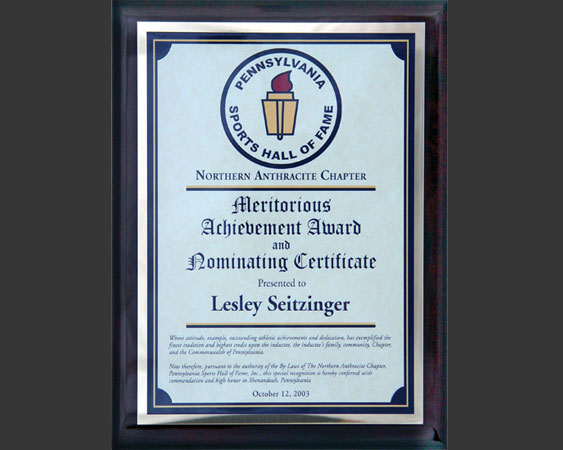 PENNSYLVANIA
SPORTS HALL OF FAME
NORTHERN ANTHRACITE CHAPTER
Meritorious
Achievement Award
and
Nominating Certificate
Presented to
Lesley Seitzinger
Whose attitude, example, outstanding athletic achievements and dedication, has exemplified the
finest tradition and highest credit upon the inductee, the inductee's family, community, Chapter,
and the Commonwealth of Pennsylvania.
Now therefore, pursuant to the authority of the By Laws of The Northern Anthracite Chapter,
Pennsylvania Sports Hall of Fame, Inc., this special recognition is hereby conferred with
commendation and high honor in Shenandoah, Pennsylvania
October 12, 2003